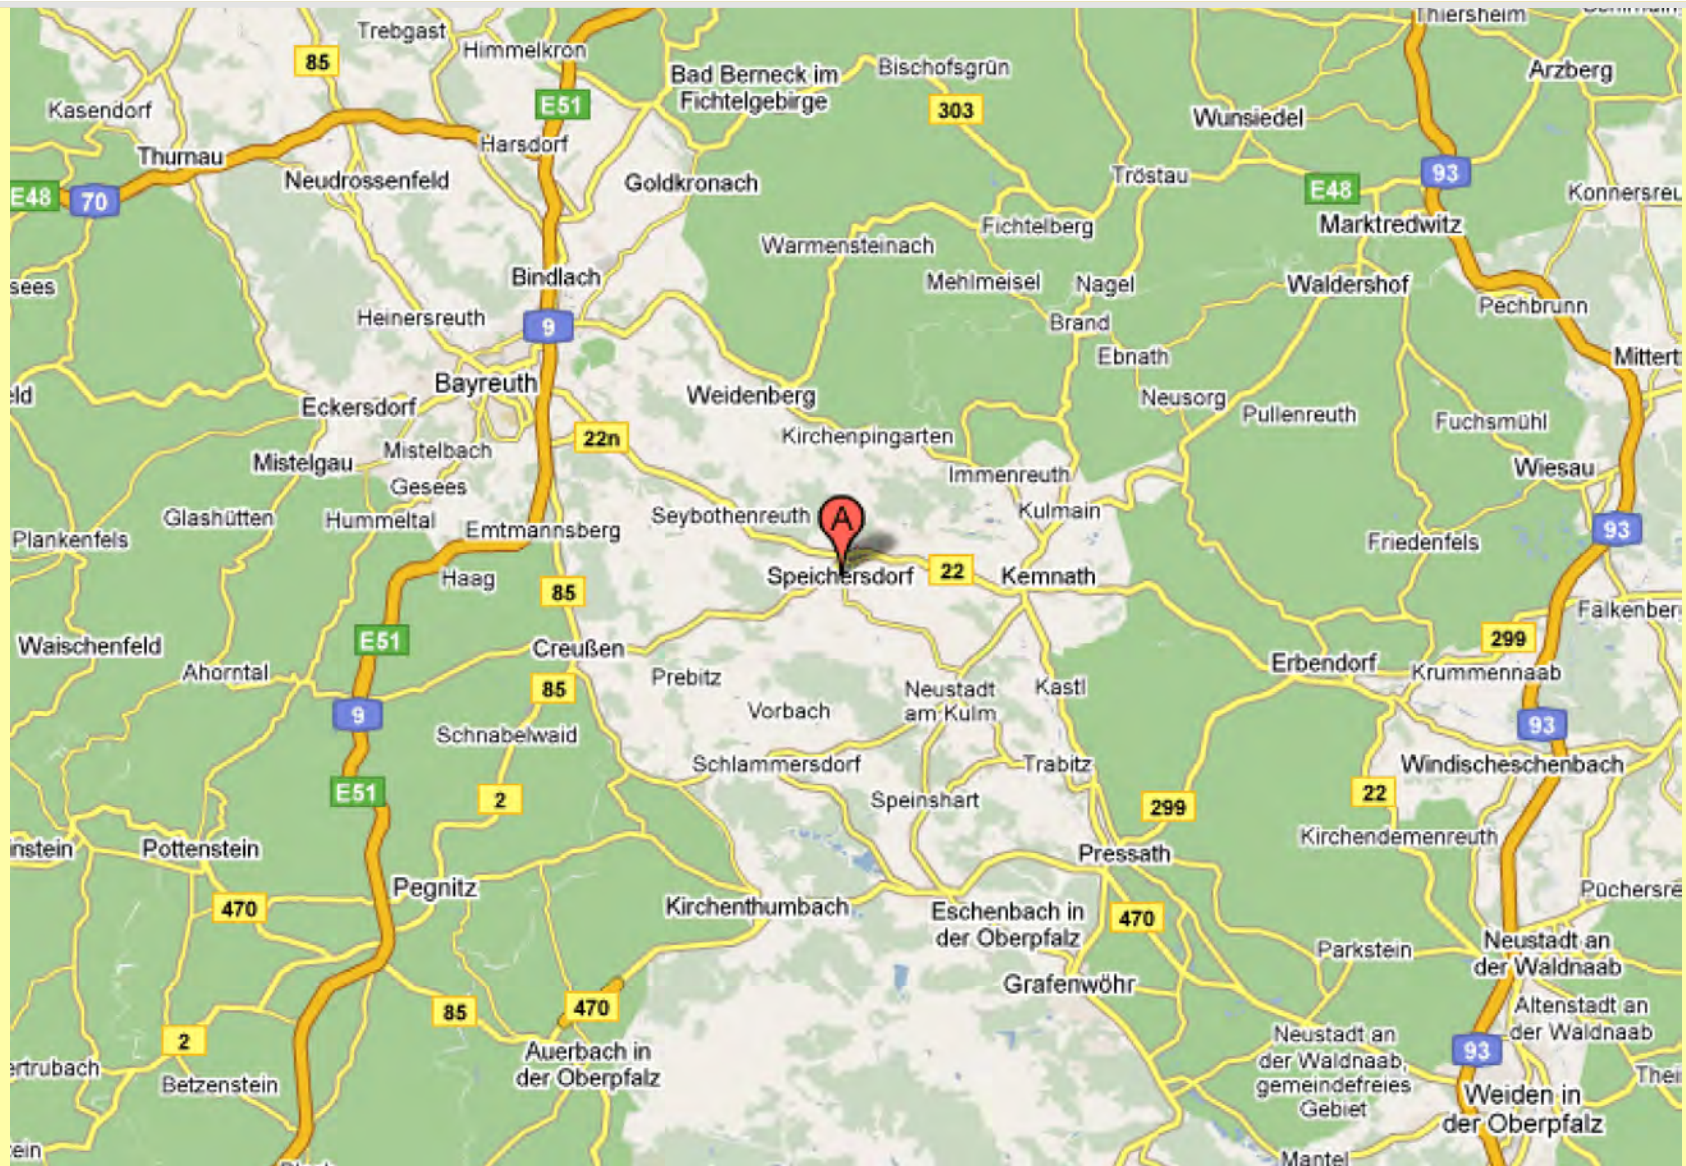 Thiersheim
Trebgast
Himmelkron
85
Bad Berneck im
Fichtelgebirge
Bischofsgrün
Arzberg
E51
303
Kasendorf
Wunsiedel
Harsdorf
Thurnau
Neudrossenfeld
Goldkronach
Tröstau
93
E48
70
E48
Konnersreu
Marktredwitz
Fichtelberg
Warmensteinach
Bindlach
sees
Mehlmeisel
Nagel
Waldershof
Pechbrunn
Heinersreuth
9
Brand
Ebnath
Mittert
Bayreuth
Weidenberg
eld
Eckersdorf
Neusorg
Pullenreuth
Fuchsmühl
22n
Kirchenpingarten
Mistelbach
Mistelgau
Immenreuth
Wiesau
Gesees
Glashütten
Hummeltal
Seybothenreuth
A
Kulmain
Emtmannsberg
93
Plankenfels
Friedenfels
Haag
85
Speichersdorf
22
Kemnath
Falkenber
Waischenfeld
E51
Creußen
299
Ahorntal
Erbendorf
Krummennaab
85
Prebitz
Neustadt
am Kulm
Kastl
9
Vorbach
93
Schnabelwaid
Schlammersdorf
Trabitz
Windischeschenbach
E51
2
Speinshart
299
22
Kirchendemenreuth
nstein
Pottenstein
Pressath
Pegnitz
Püchersre
470
Kirchenthumbach
Eschenbach in
der Oberpfalz
470
Parkstein
Neustadt an
der Waldnaab
Grafenwöhr
85
470
Altenstadt an
der Waldnaab
2
Neustadt an
der Waldnaab,
gemeindefreies
Gebiet
93
Auerbach in
der Oberpfalz
ertrubach
Betzenstein
Thei
Weiden in
der Oberpfalz
tein
Mantel